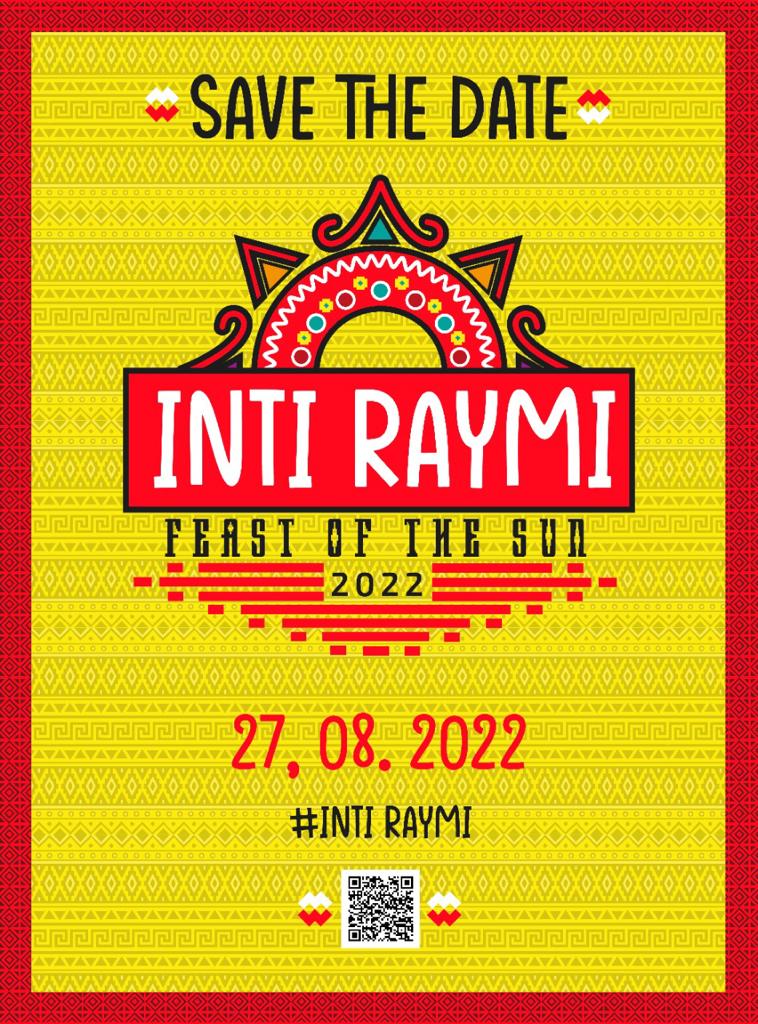 SAVE THE DATE
INTI RAYMI
FEAST OF THE SUN
2022
27, 08. 2022
#INTI RAYMI